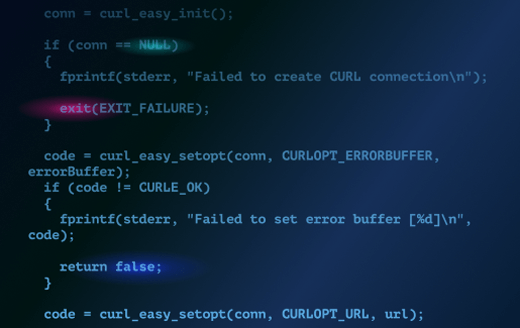 conn = curl_easy_init();
if (conn == NULL)
{
fprintf(stderr, "Failed to create CURL connection\n");
exit(EXIT_FAILURE);
}
code = curl_easy_setopt(conn, CURLOPT_ERRORBUFFER,
errorBuffer);
if (code != CURLE_OK)
{
fprintf(stderr, "Failed to set error buffer [%d]\n",
code);
return false;
}
code = curl_easy_setopt(conn, CURLOPT_URL, url);